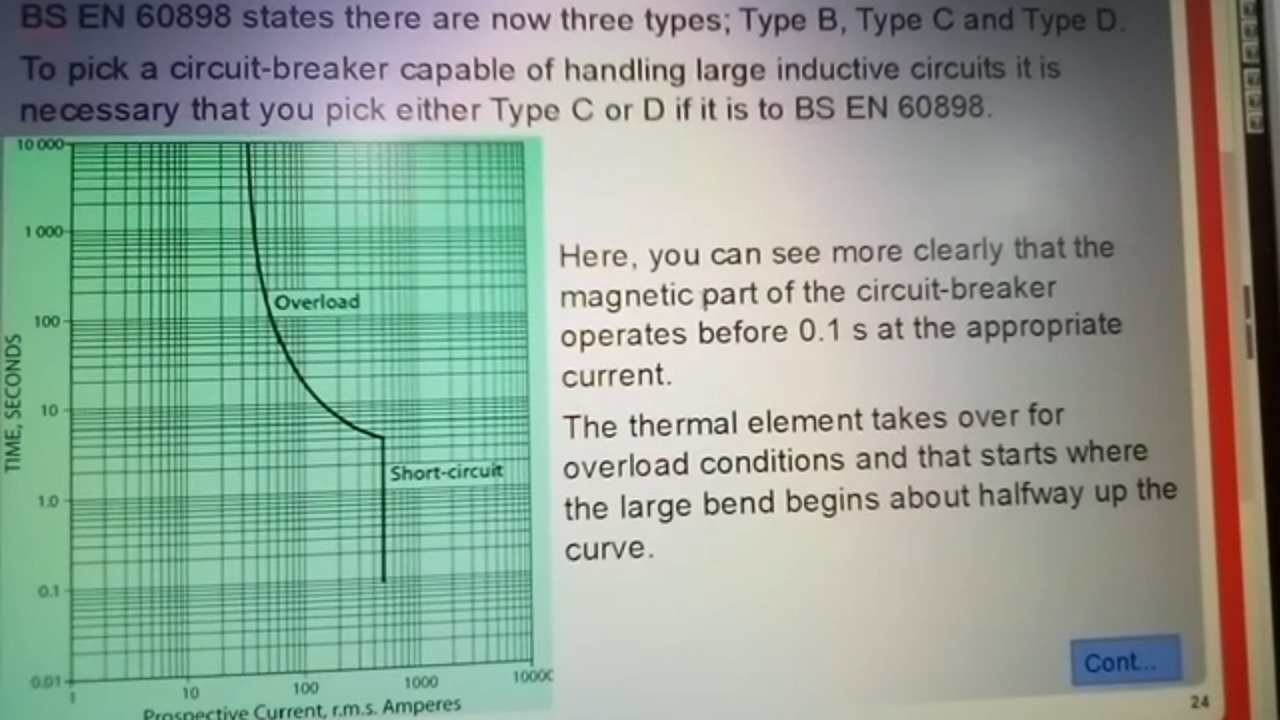 BS EN 60898 states there are now three types; Type B, Type C and Type D.
To pick a circuit-breaker capable of handling large inductive circuits it is
necessary that you pick either Type C or D if it is to BS EN 60898.
10 000
1 000
100
10
1.0
0.1
0.01
TIME, SECONDS
Overload
Short-circuit
1
10
100
1000
10000
Prospective Current, r.m.s. Amperes
Here, you can see more clearly that the
magnetic part of the circuit-breaker
operates before 0.1 s at the appropriate
current.
The thermal element takes over for
overload conditions and that starts where
the large bend begins about halfway up the
curve.
Cont...
24